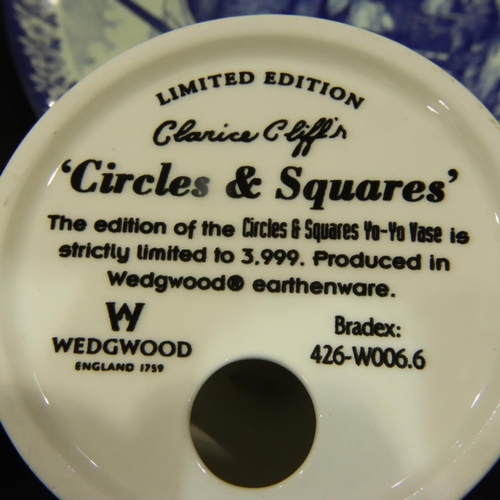 LIMITED EDITION
Clarice Cliff's
'Circles & Squares'
The edition of the Circles & Squares Yo-Yo Vase is
strictly limited to 3,999. Produced in
Wedgwood® earthenware.
W
WEDGWOOD
ENGLAND 1759
Bradex:
426-W006.6